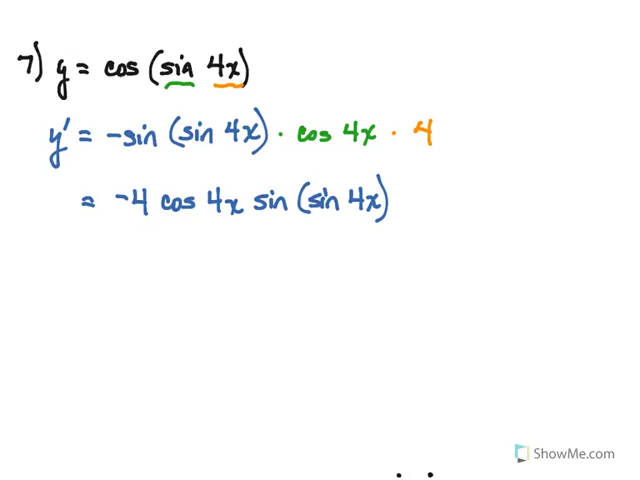 7) y = cos (sin 4x)
y' = -sin (sin 4x) · cos 4x · 4
= -4 cos 4x sin (sin 4x)
ShowMe.com